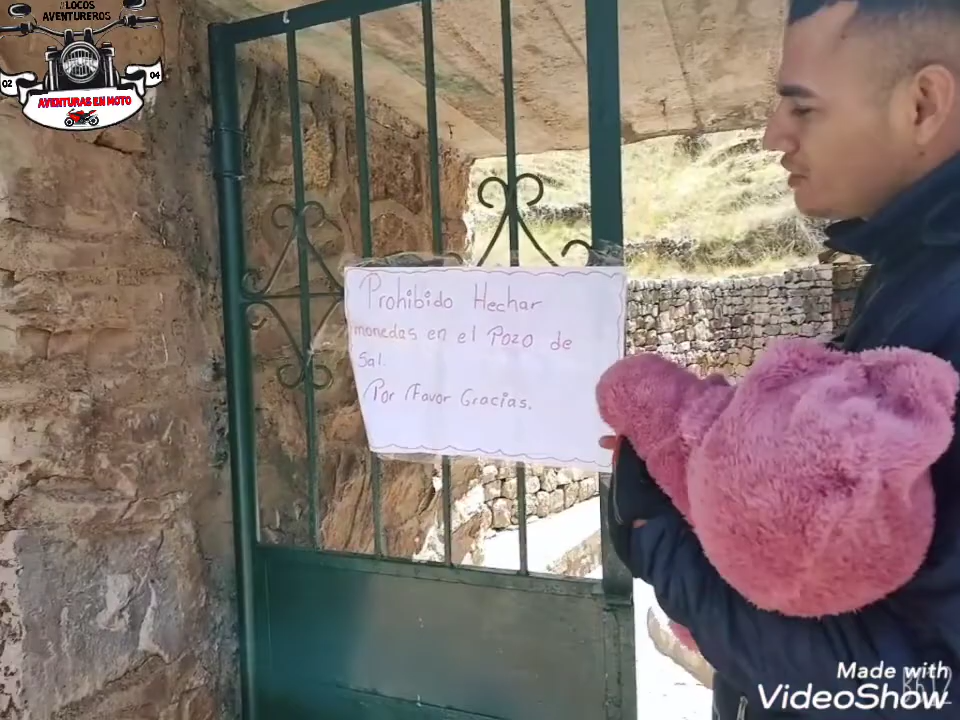 #LOCOS
AVENTUREROS
02
04
AVENTURAS EN MOTO
Prohibido Hechar
monedas en el Pozo de
Sal.
Por Favor Gracias.
Made with
VideoShow